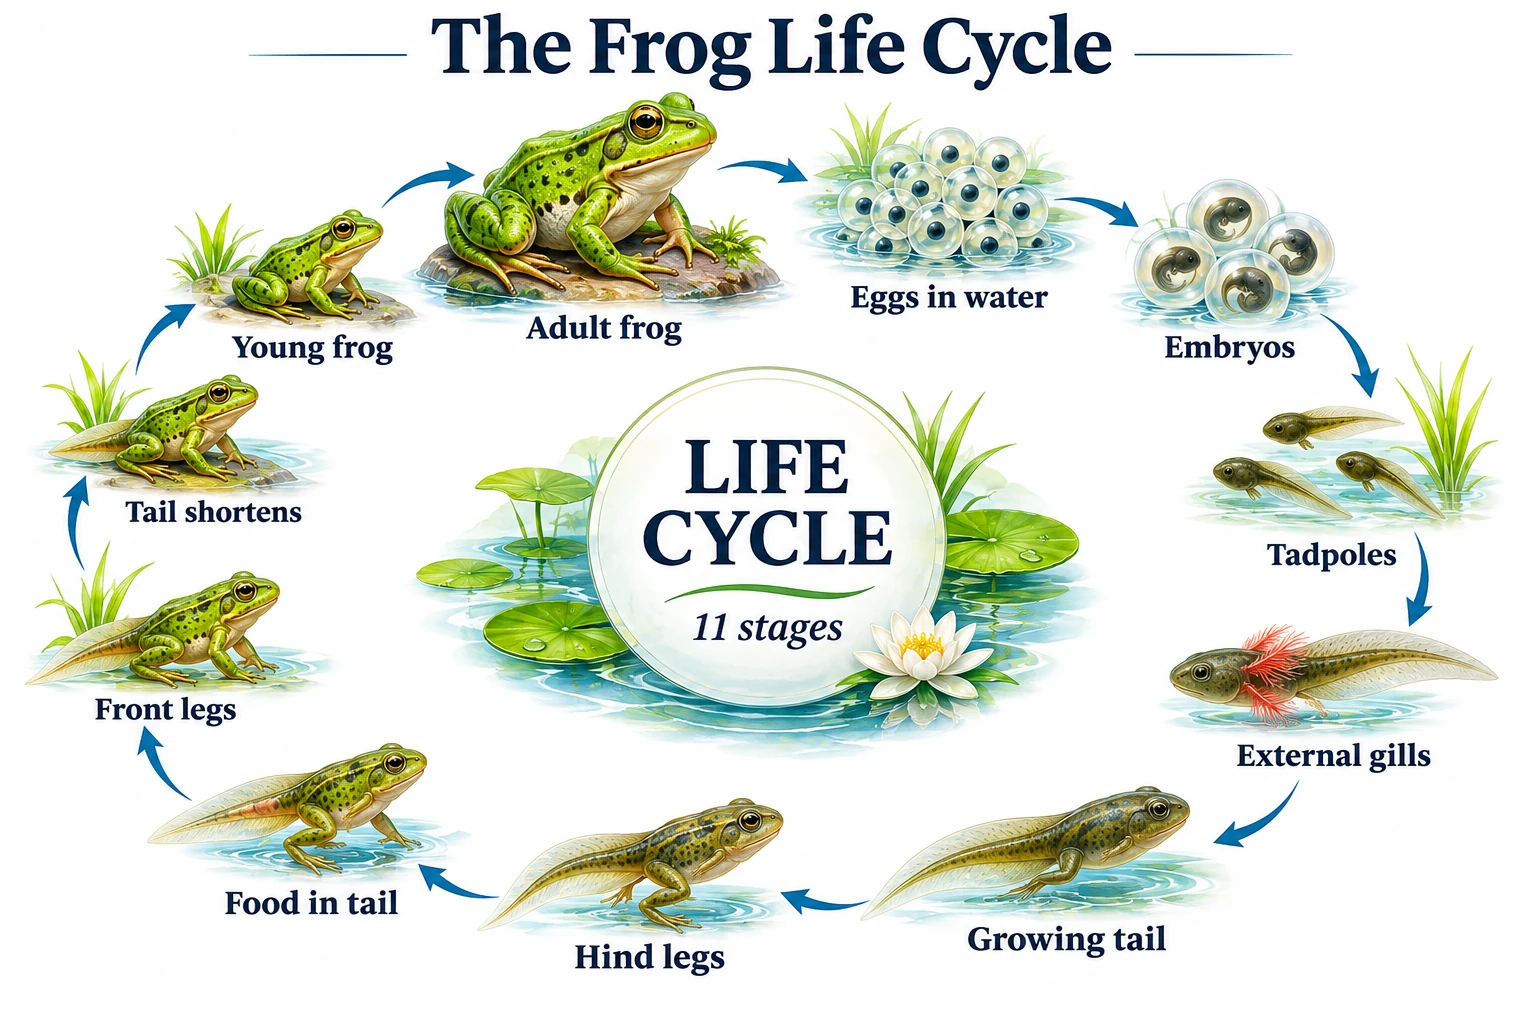 The Frog Life Cycle
Adult frog
Eggs in water
Embryos
Tadpoles
External gills
Growing tail
Hind legs
Food in tail
Front legs
Tail shortens
Young frog
LIFE
CYCLE
11 stages